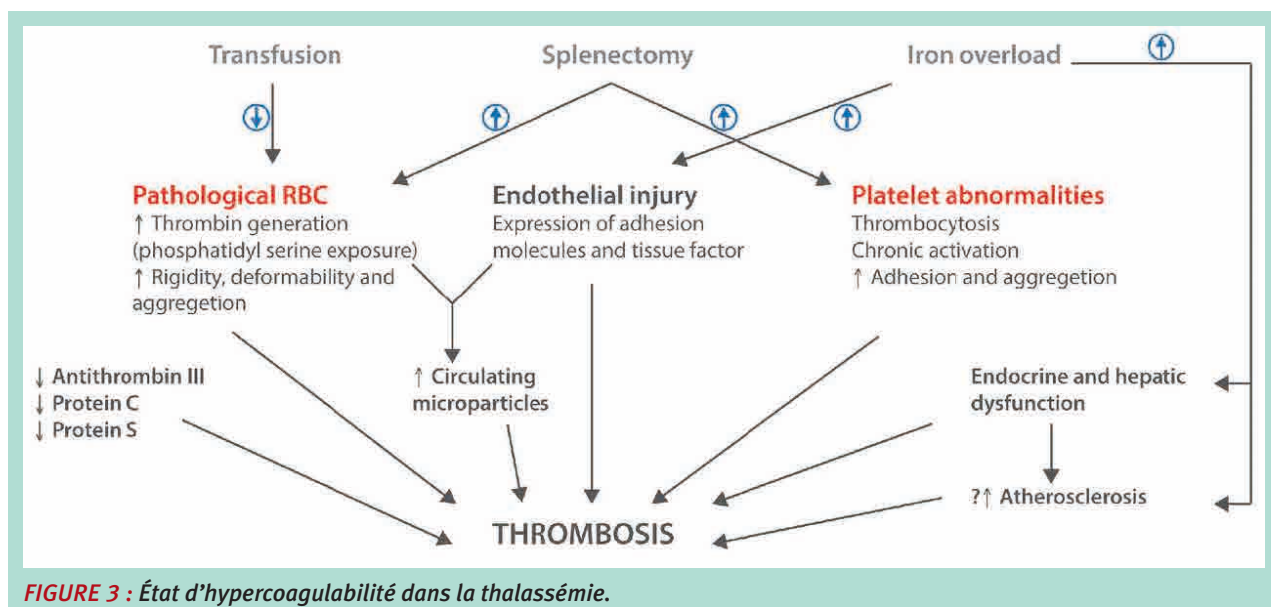 Transfusion
Splenectomy
Iron overload
Pathological RBC
↑ Thrombin generation
(phosphatidyl serine exposure)
↑ Rigidity, deformability and
aggregetion
Endothelial injury
Expression of adhesion
molecules and tissue factor
Platelet abnormalities
Thrombocytosis
Chronic activation
↑ Adhesion and aggregetion
↓ Antithrombin III
↓ Protein C
↓ Protein S
↑ Circulating
microparticles
Endocrine and hepatic
dysfunction
?↑ Atherosclerosis
THROMBOSIS
FIGURE 3 : État d’hypercoagulabilité dans la thalassémie.